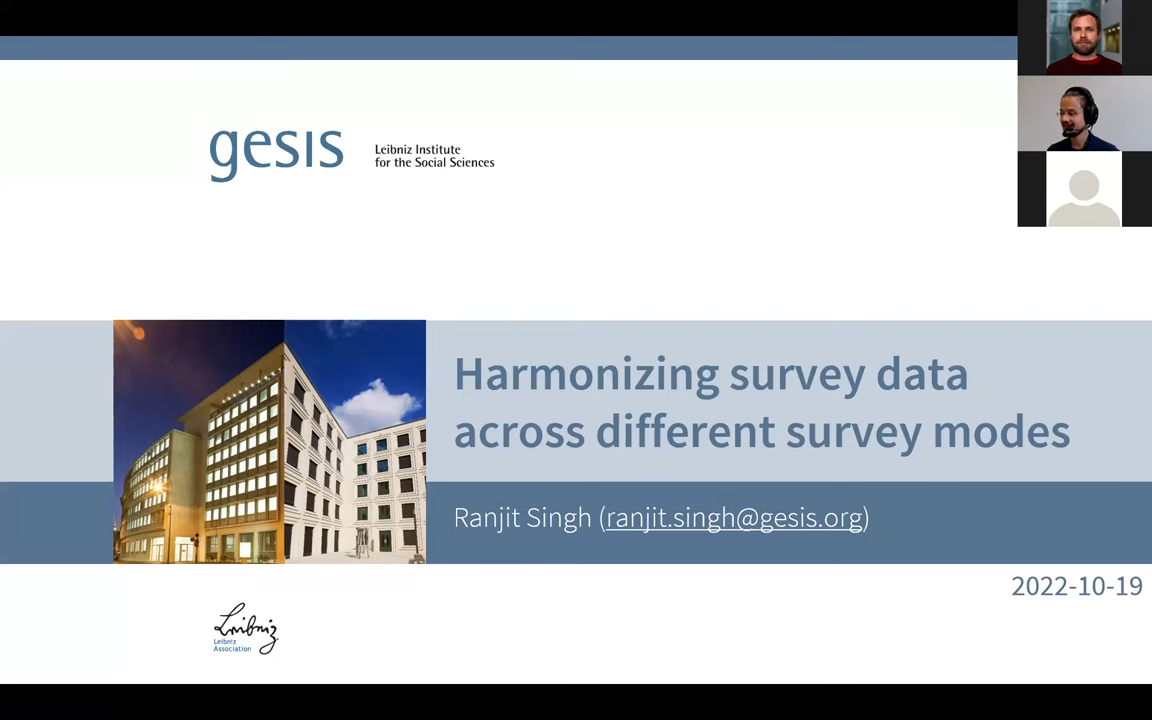 gesis
Leibniz Institute
for the Social Sciences
Harmonizing survey data
across different survey modes
Ranjit Singh (ranjit.singh@gesis.org)
2022-10-19
Leibniz
Leibniz
Association